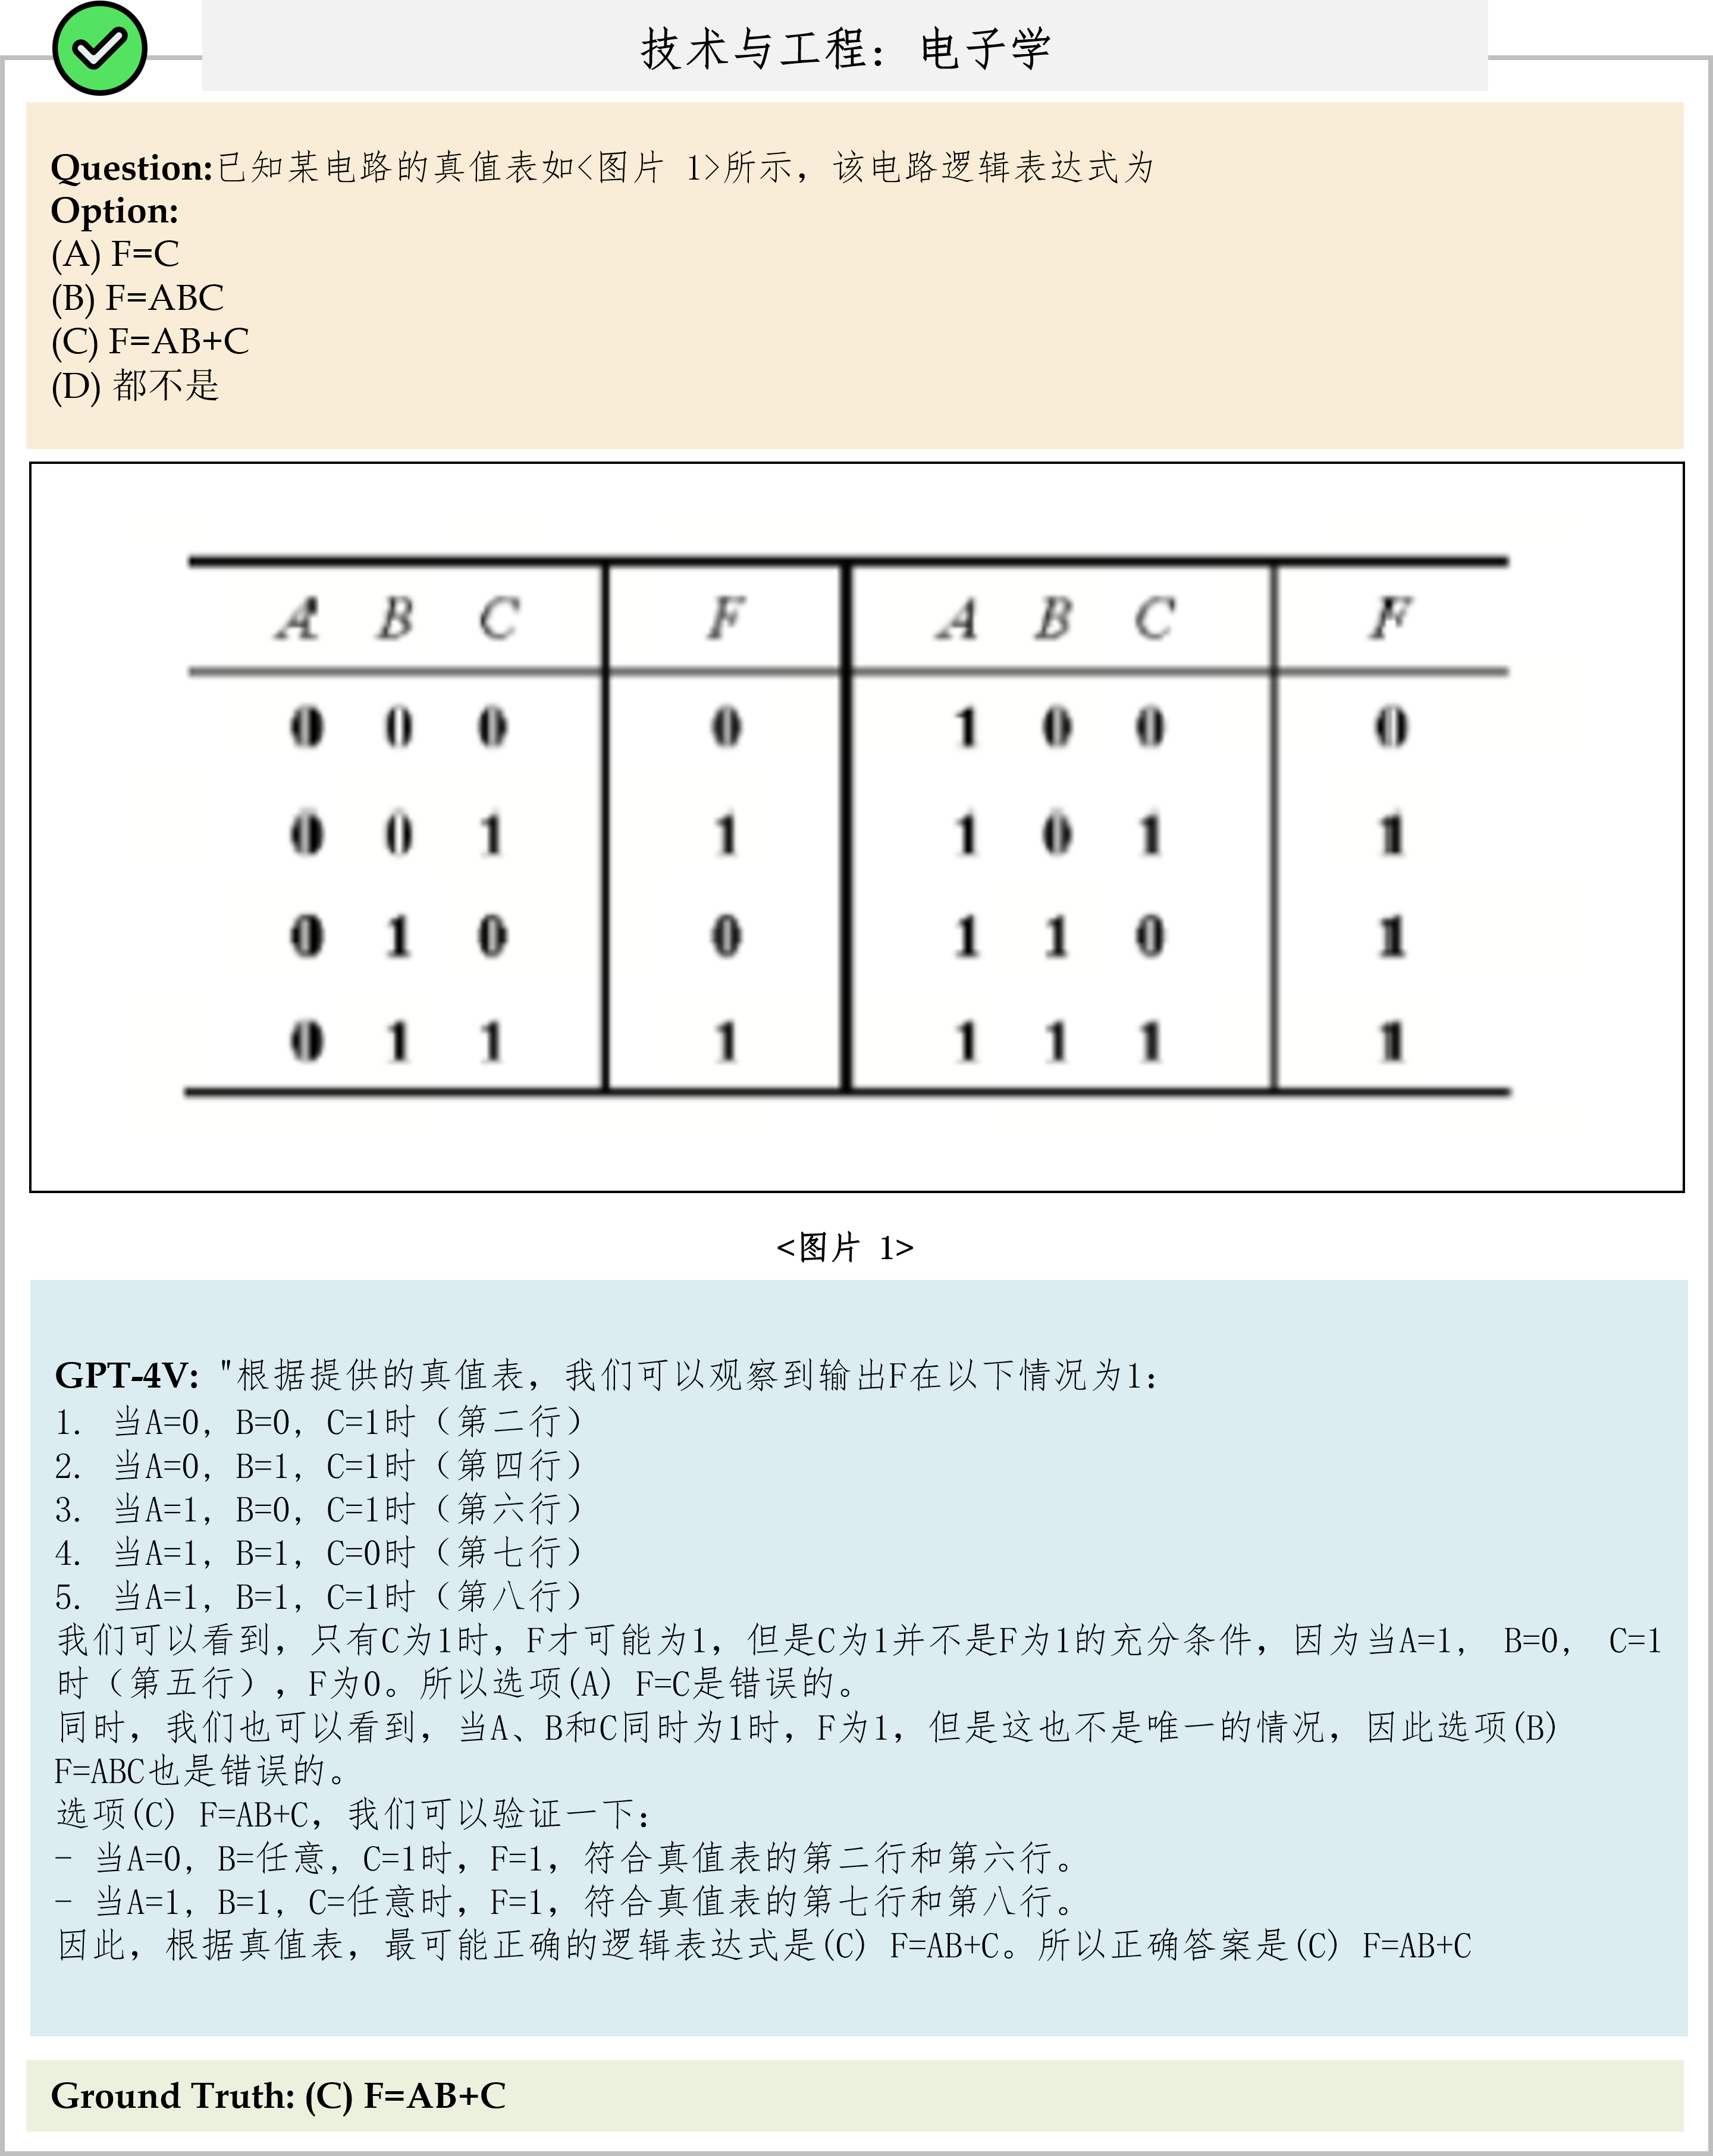 技术与工程：电子学
Question:已知某电路的真值表如<图片 1>所示，该电路逻辑表达式为
Option:
(A) F=C
(B) F=ABC
(C) F=AB+C
(D) 都不是
A B C F A B C F
0 0 0 0 1 0 0 0
0 0 1 1 1 0 1 1
0 1 0 0 1 1 0 1
0 1 1 1 1 1 1 1
<图片 1>
GPT-4V: "根据提供的真值表，我们可以观察到输出F在以下情况为1：
1. 当A=0, B=0, C=1时（第二行）
2. 当A=0, B=1, C=1时（第四行）
3. 当A=1, B=0, C=1时（第六行）
4. 当A=1, B=1, C=0时（第七行）
5. 当A=1, B=1, C=1时（第八行）
我们可以看到，只有C为1时，F才可能为1，但是C为1并不是F为1的充分条件，因为当A=1, B=0, C=1
时（第五行），F为0。所以选项(A) F=C是错误的。
同时，我们也可以看到，当A、B和C同时为1时，F为1，但是这也不是唯一的情况，因此选项(B)
F=ABC也是错误的。
选项(C) F=AB+C，我们可以验证一下：
- 当A=0, B=任意, C=1时，F=1，符合真值表的第二行和第六行。
- 当A=1, B=1, C=任意时，F=1，符合真值表的第七行和第八行。
因此，根据真值表，最可能正确的逻辑表达式是(C) F=AB+C。所以正确答案是(C) F=AB+C
Ground Truth: (C) F=AB+C